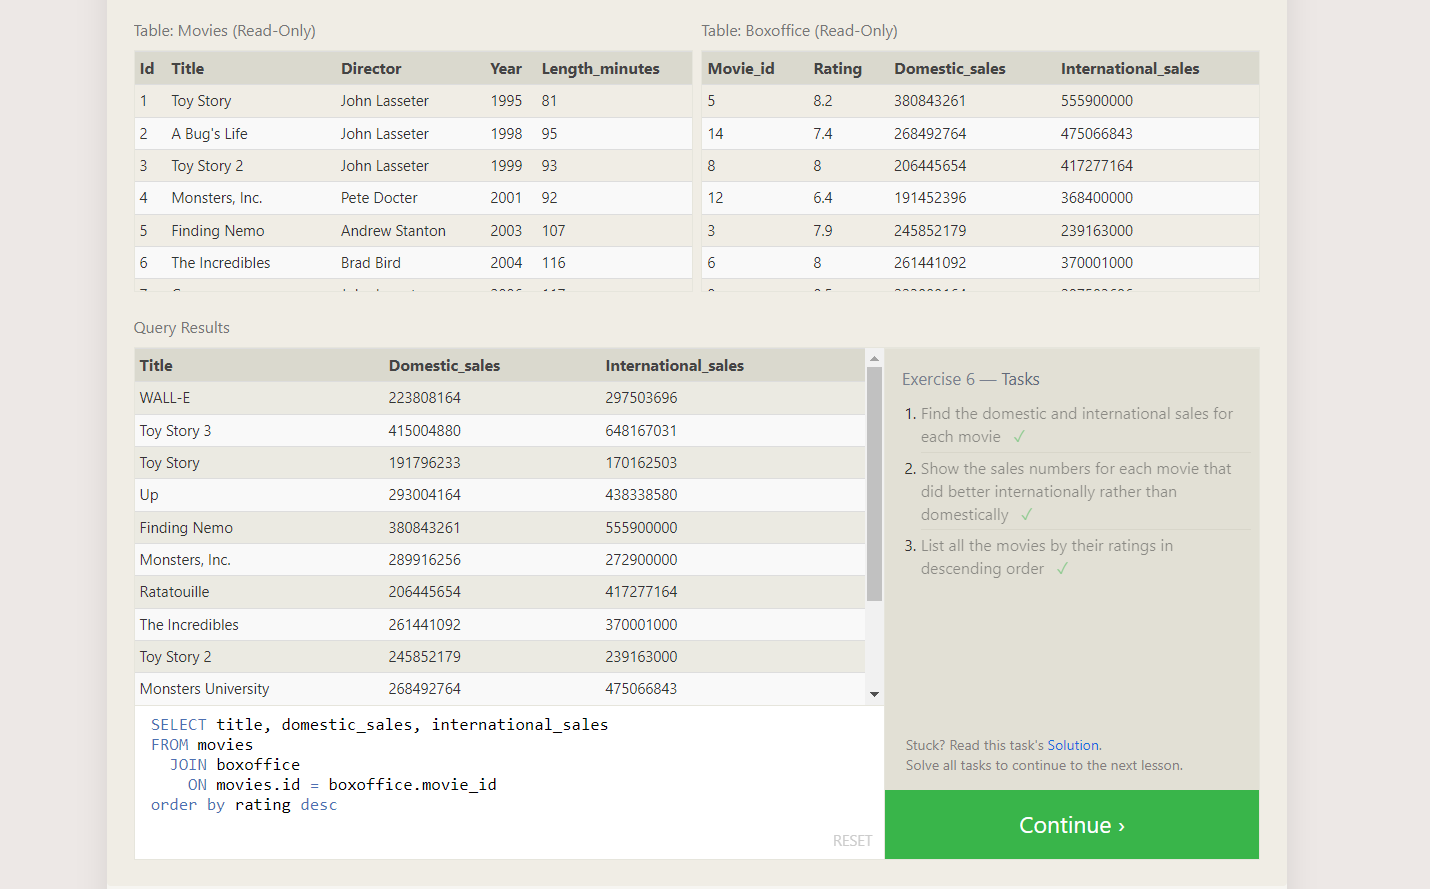 Table: Movies (Read-Only)
Id Title Director Year Length_minutes
1 Toy Story John Lasseter 1995 81
2 A Bug's Life John Lasseter 1998 95
3 Toy Story 2 John Lasseter 1999 93
4 Monsters, Inc. Pete Docter 2001 92
5 Finding Nemo Andrew Stanton 2003 107
6 The Incredibles Brad Bird 2004 116
Table: Boxoffice (Read-Only)
Movie_id Rating Domestic_sales International_sales
5 8.2 380843261 555900000
14 7.4 268492764 475066843
8 8 206445654 417277164
12 6.4 191452396 368400000
3 7.9 245852179 239163000
6 8 261441092 370001000
Query Results
Title Domestic_sales International_sales
WALL-E 223808164 297503696
Toy Story 3 415004880 648167031
Toy Story 191796233 170162503
Up 293004164 438338580
Finding Nemo 380843261 555900000
Monsters, Inc. 289916256 272900000
Ratatouille 206445654 417277164
The Incredibles 261441092 370001000
Toy Story 2 245852179 239163000
Monsters University 268492764 475066843
SELECT title, domestic_sales, international_sales
FROM movies
JOIN boxoffice
ON movies.id = boxoffice.movie_id
order by rating desc
RESET
Exercise 6 — Tasks
1. Find the domestic and international sales for
each movie ✓
2. Show the sales numbers for each movie that
did better internationally rather than
domestically ✓
3. List all the movies by their ratings in
descending order ✓
Stuck? Read this task's Solution.
Solve all tasks to continue to the next lesson.
Continue ›